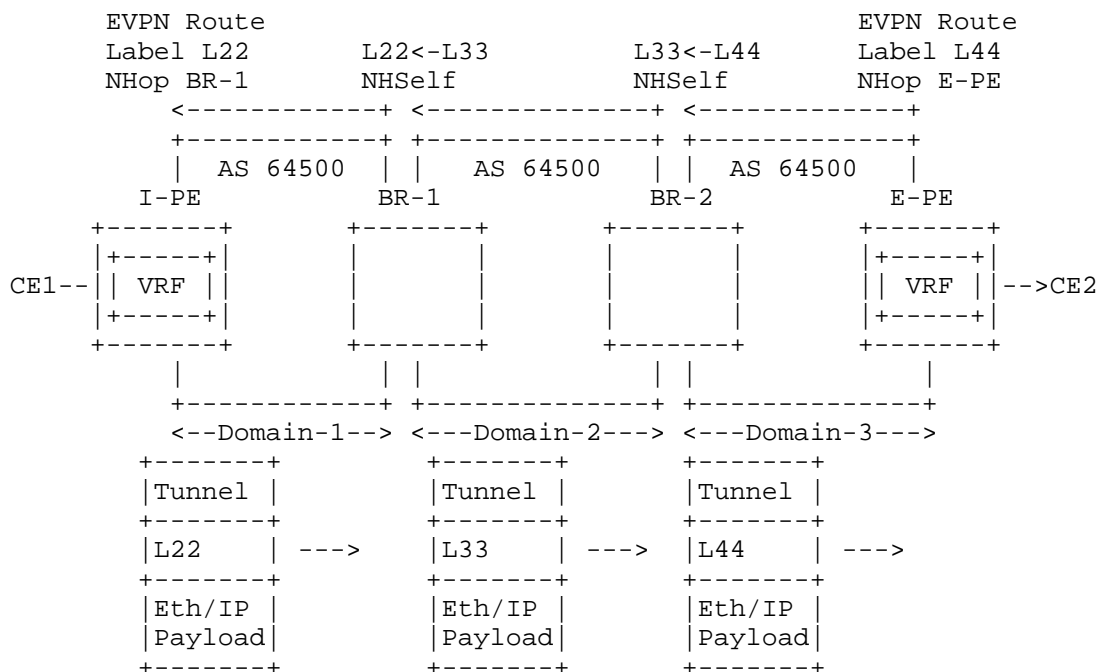 EVPN Route EVPN Route
Label L22 L22<-L33 L33<-L44 Label L44
NHop BR-1 NHSelf NHSelf NHop E-PE
<------------+ <--------------+ <-------------+
+------------+ +--------------+ +-------------+
| AS 64500 | | AS 64500 | | AS 64500 |
I-PE BR-1 BR-2 E-PE
+-------+ +-------+ +-------+ +-------+
|+-----+| | | | | |+-----+|
CE1--|| VRF || | | | | || VRF ||-->CE2
|+-----+| | | | | |+-----+|
+-------+ +-------+ +-------+ +-------+
| | | | | |
+------------+ +--------------+ +--------------+
<--Domain-1--> <---Domain-2---> <---Domain-3--->
+-------+ +-------+ +-------+
|Tunnel | |Tunnel | |Tunnel |
+-------+ +-------+ +-------+
|L22 | ---> |L33 | ---> |L44 | --->
+-------+ +-------+ +-------+
|Eth/IP | |Eth/IP | |Eth/IP |
|Payload| |Payload| |Payload|
+-------+ +-------+ +-------+